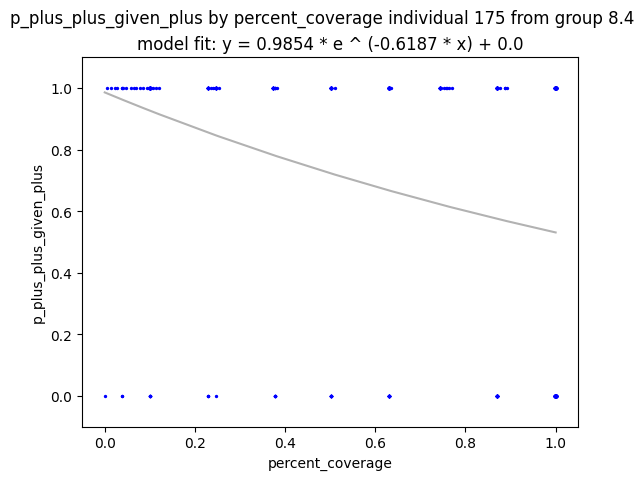 p_plus_plus_given_plus by percent_coverage individual 175 from group 8.4
model fit: y = 0.9854 * e ^ (-0.6187 * x) + 0.0
1.0
0.8
0.6
0.4
0.2
0.0
p_plus_plus_given_plus
0.0 0.2 0.4 0.6 0.8 1.0
percent_coverage